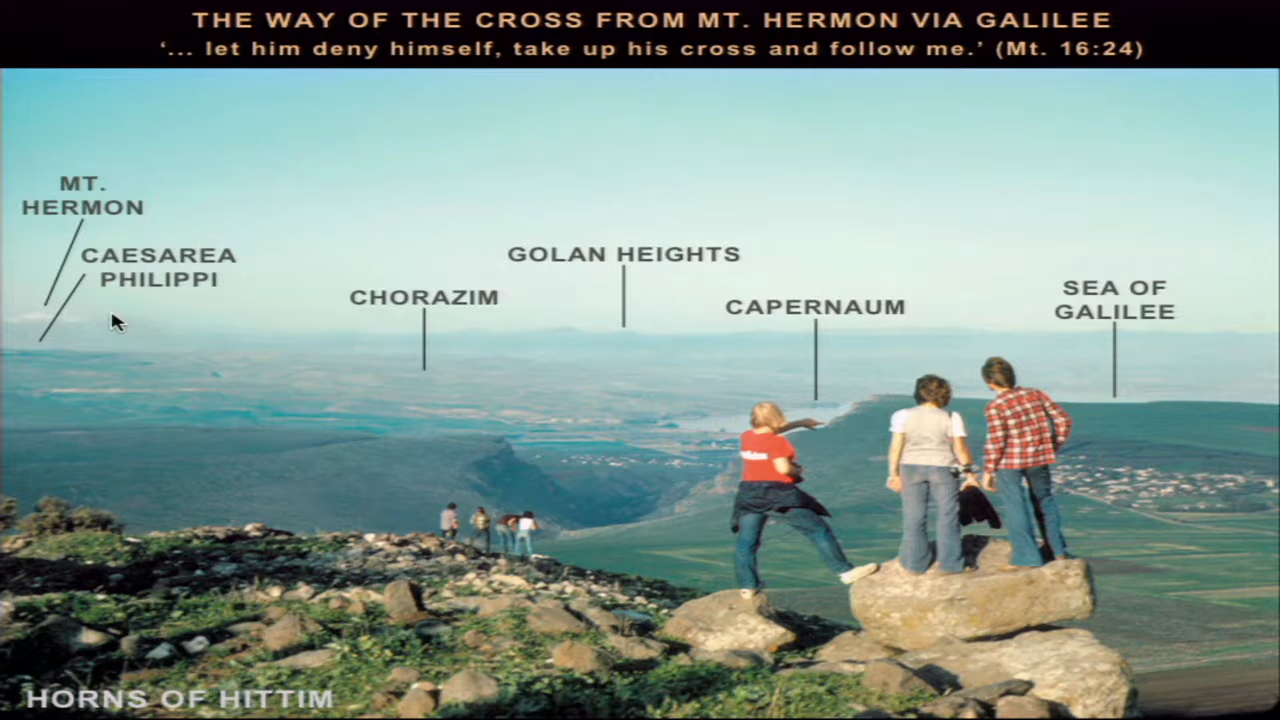 THE WAY OF THE CROSS FROM MT. HERMON VIA GALILEE
‘... let him deny himself, take up his cross and follow me.’ (Mt. 16:24)
MT.
HERMON
CAESAREA
PHILIPPI
CHORAZIM
GOLAN HEIGHTS
CAPERNAUM
SEA OF
GALILEE
HORNS OF HITTIM